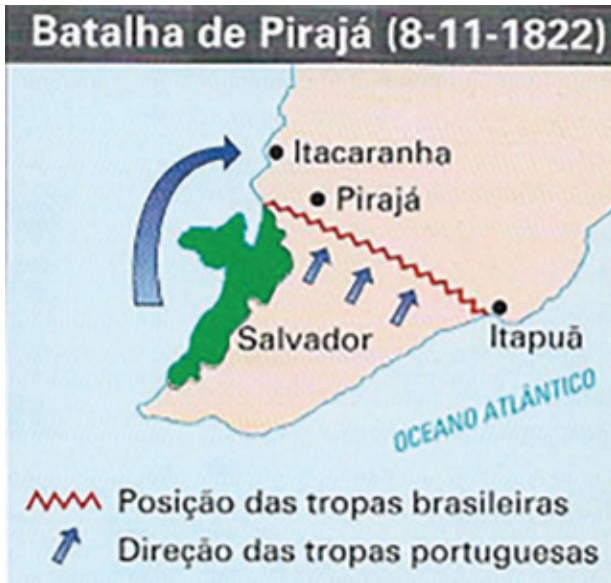 Batalha de Pirajá (8-11-1822)
Itacaranha
Pirajá
Salvador
Itapuã
OCEANO ATLÂNTICO
Posição das tropas brasileiras
Direção das tropas portuguesas